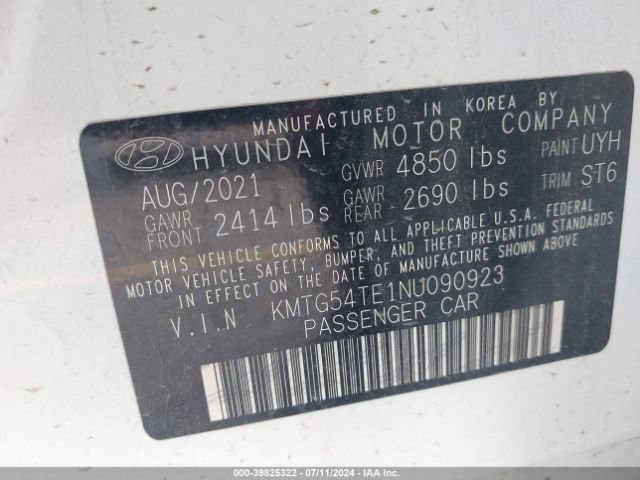 MANUFACTURED IN KOREA BY
HYUNDAI MOTOR COMPANY
AUG/2021 GVWR 4850 lbs PAINT UYH
GAWR FRONT 2414 lbs GAWR REAR 2690 lbs TRIM ST6
THIS VEHICLE CONFORMS TO ALL APPLICABLE U.S.A. FEDERAL
MOTOR VEHICLE SAFETY, BUMPER, AND THEFT PREVENTION STANDARDS
IN EFFECT ON THE DATE OF MANUFACTURE SHOWN ABOVE
V.I.N KMTG54TE1NU090923
PASSENGER CAR
000-39825322 / 07/11/2024 / IAAI.COM